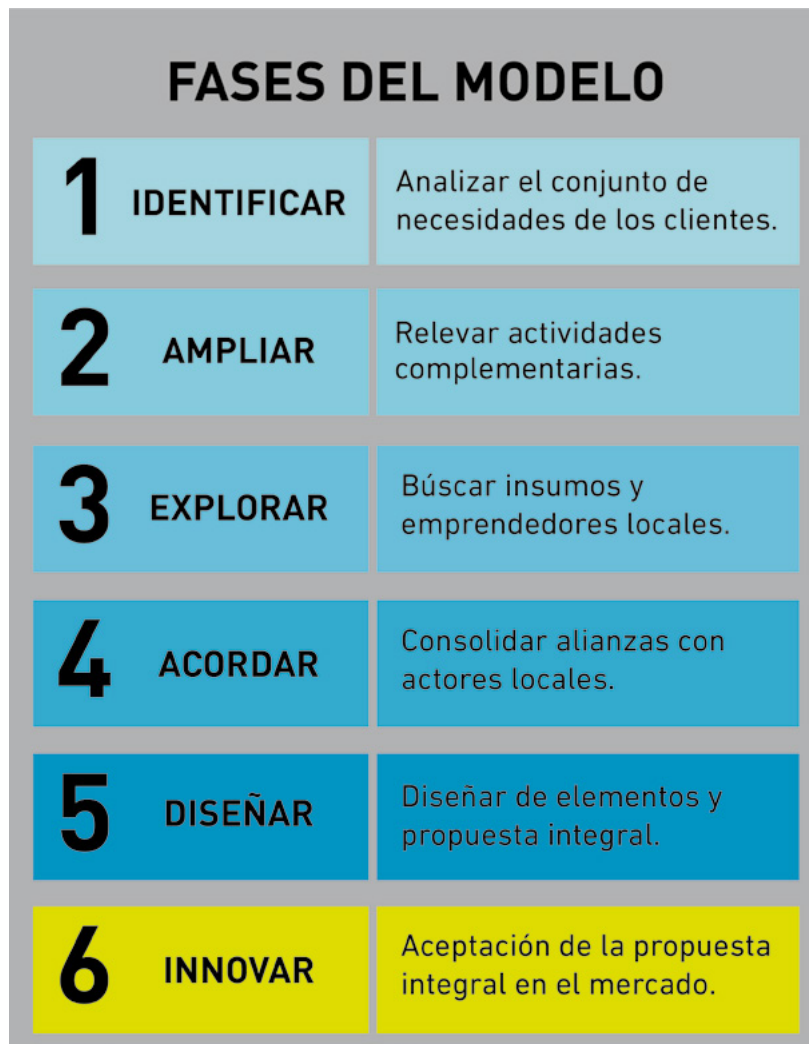 FASES DEL MODELO
1 IDENTIFICAR
Analizar el conjunto de
necesidades de los clientes.
2 AMPLIAR
Relevar actividades
complementarias.
3 EXPLORAR
Búscar insumos y
emprendedores locales.
4 ACORDAR
Consolidar alianzas con
actores locales.
5 DISEÑAR
Diseñar de elementos y
propuesta integral.
6 INNOVAR
Aceptación de la propuesta
integral en el mercado.